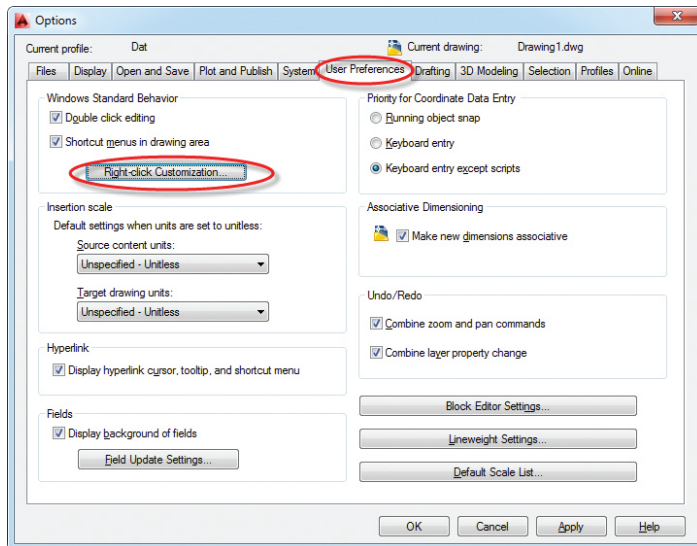 Options
Current profile: Dat Current drawing: Drawing1.dwg
Files Display Open and Save Plot and Publish System User Preferences Drafting 3D Modeling Selection Profiles Online
Windows Standard Behavior
Double click editing
Shortcut menus in drawing area
Right-click Customization...
Insertion scale
Default settings when units are set to unitless:
Source content units:
Unspecified - Unitless
Target drawing units:
Unspecified - Unitless
Hyperlink
Display hyperlink cursor, tooltip, and shortcut menu
Fields
Display background of fields
Field Update Settings...
Priority for Coordinate Data Entry
Running object snap
Keyboard entry
Keyboard entry except scripts
Associative Dimensioning
Make new dimensions associative
Undo/Redo
Combine zoom and pan commands
Combine layer property change
Block Editor Settings...
Lineweight Settings...
Default Scale List...
OK Cancel Apply Help